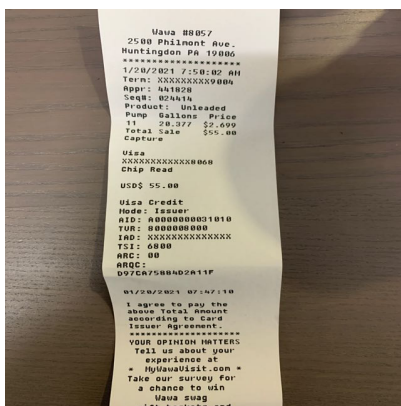 Wawa #8057
2500 Philmont Ave.
Huntingdon PA 19006
********************
1/20/2021 7:50:02 AM
Term: XXXXXXXXX9004
Appr: 441828
Seq#: 024414
Product: Unleaded
Pump Gallons Price
11 20.377 $2.699
Total Sale $55.00
Capture
Visa
XXXXXXXXXXXX8068
Chip Read
USD$ 55.00
Visa Credit
Mode: Issuer
AID: A0000000031010
TVR: 8000008000
IAD: XXXXXXXXXXXXXX
TSI: 6800
ARC: 00
ARQC:
D97CA75884D2A11F
01/20/2021 07:47:10
I agree to pay the
above Total Amount
according to Card
Issuer Agreement.
********************
YOUR OPINION MATTERS
Tell us about your
experience at
* MyWawaVisit.com *
Take our survey for
a chance to win
Wawa swag